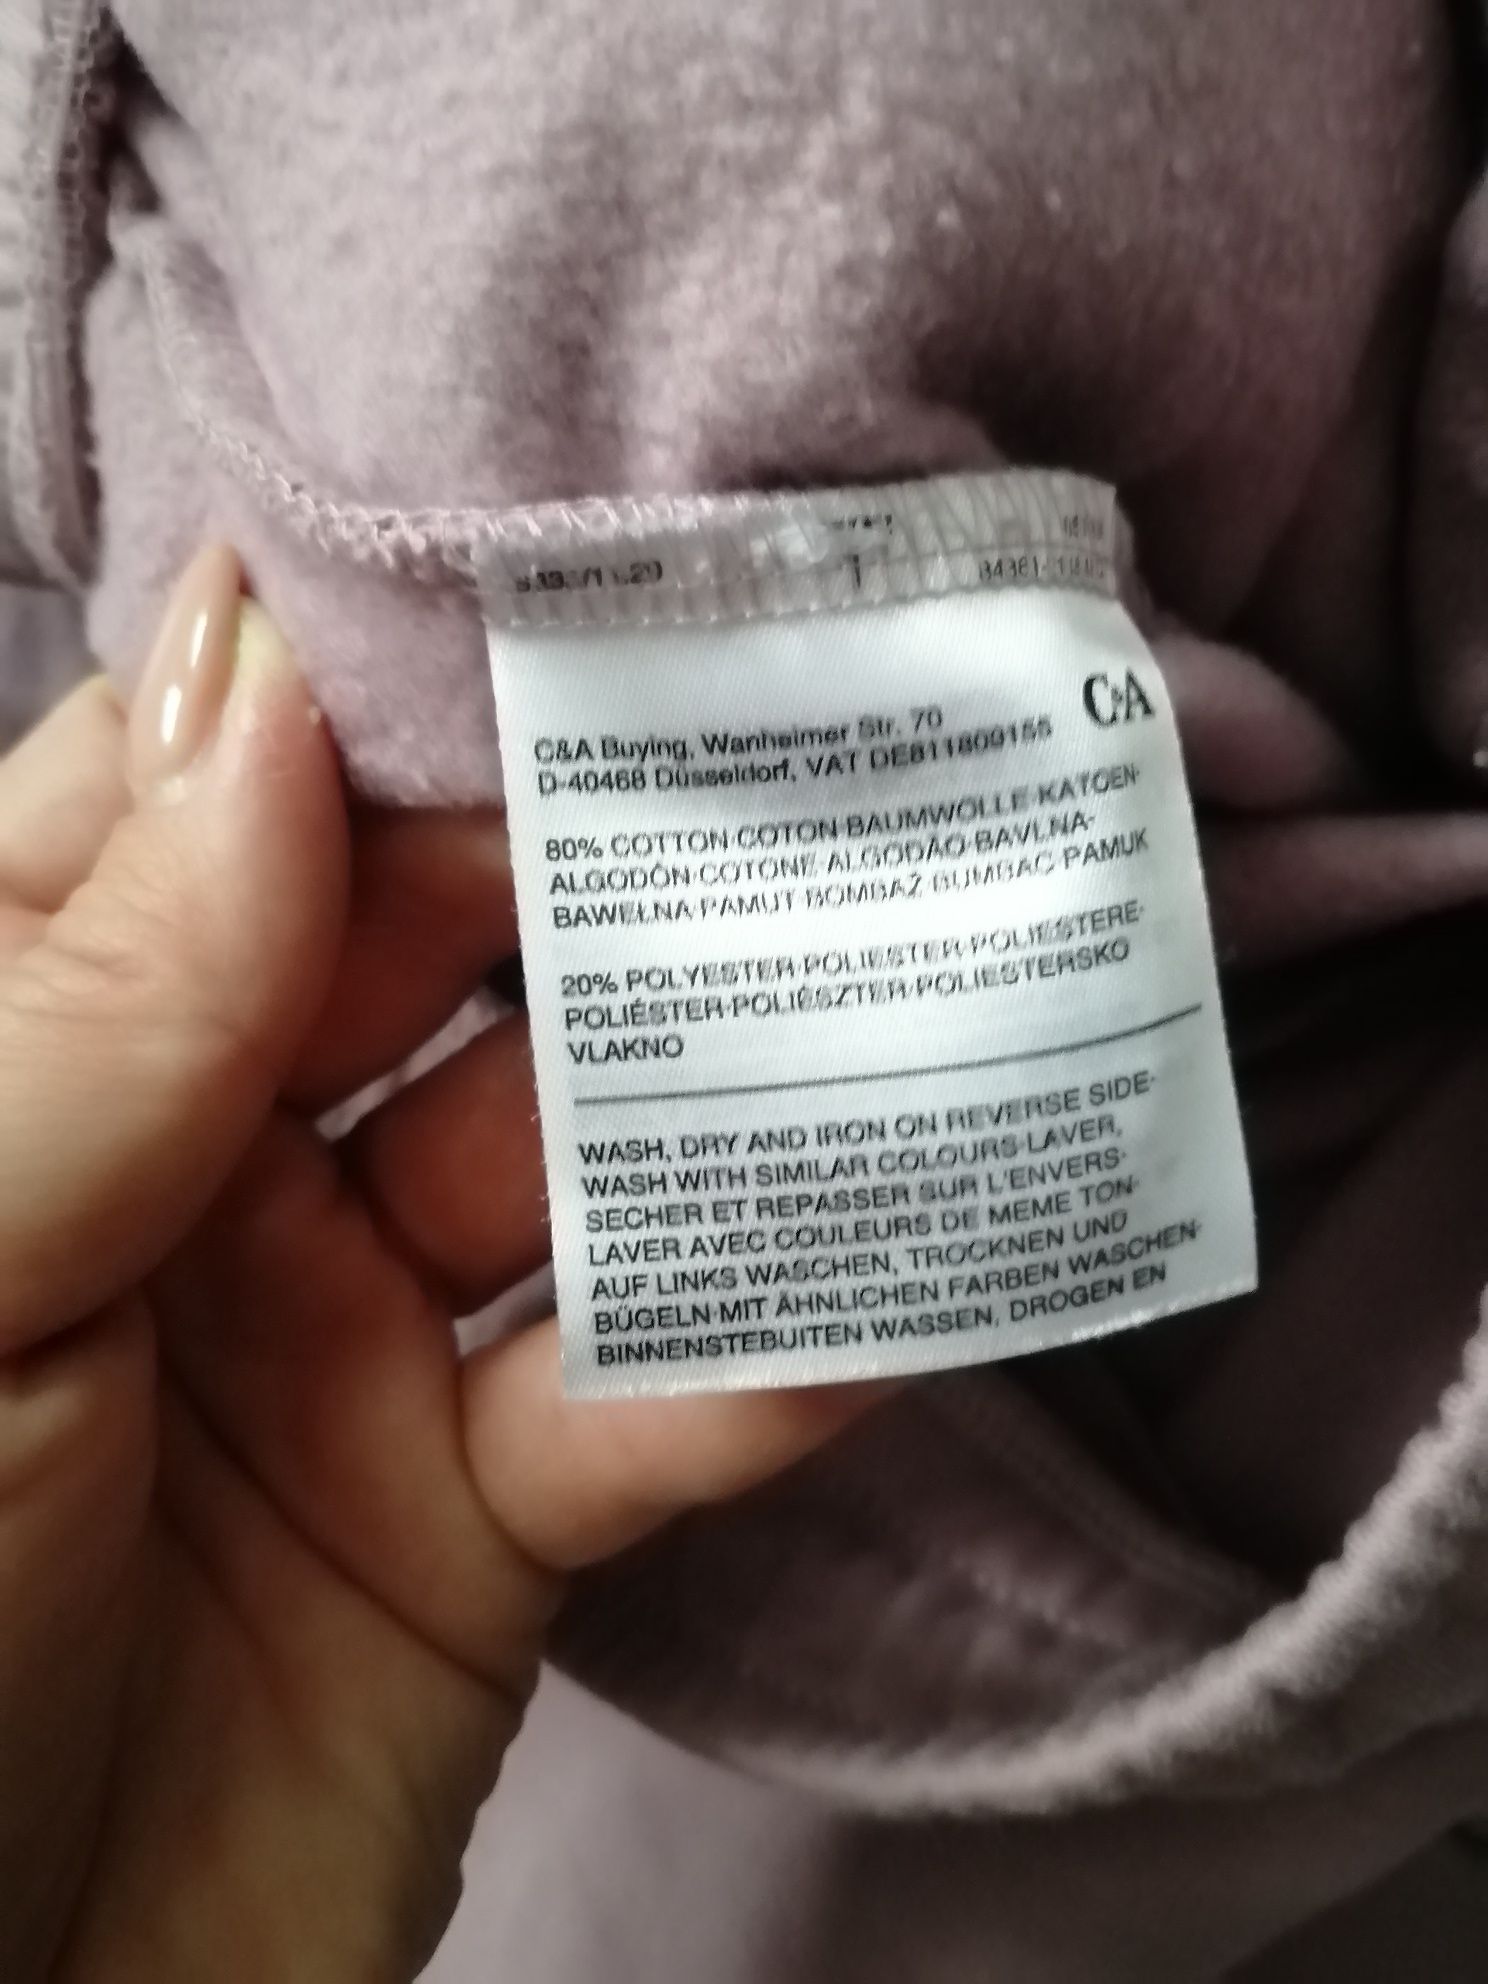 C&A
C&A Buying, Wanheimer Str. 70
D-40468 Düsseldorf, VAT DE811809155
80% COTTON·COTON·BAUMWOLLE·KATOEN·
ALGODÓN·COTONE·ALGODÃO·BAVLNA·
BAWEŁNA·PAMUT·BOMBAŽ·BUMBAC·PAMUK
20% POLYESTER·POLIESTER·POLIESTERE·
POLIÉSTER·POLIÉSZTER·POLIESTERSKO
VLAKNO
WASH, DRY AND IRON ON REVERSE SIDE·
WASH WITH SIMILAR COLOURS·LAVER,
SECHER ET REPASSER SUR L'ENVERS·
LAVER AVEC COULEURS DE MEME TON·
AUF LINKS WASCHEN, TROCKNEN UND
BÜGELN·MIT ÄHNLICHEN FARBEN WASCHEN·
BINNENSTEBUITEN WASSEN, DROGEN EN